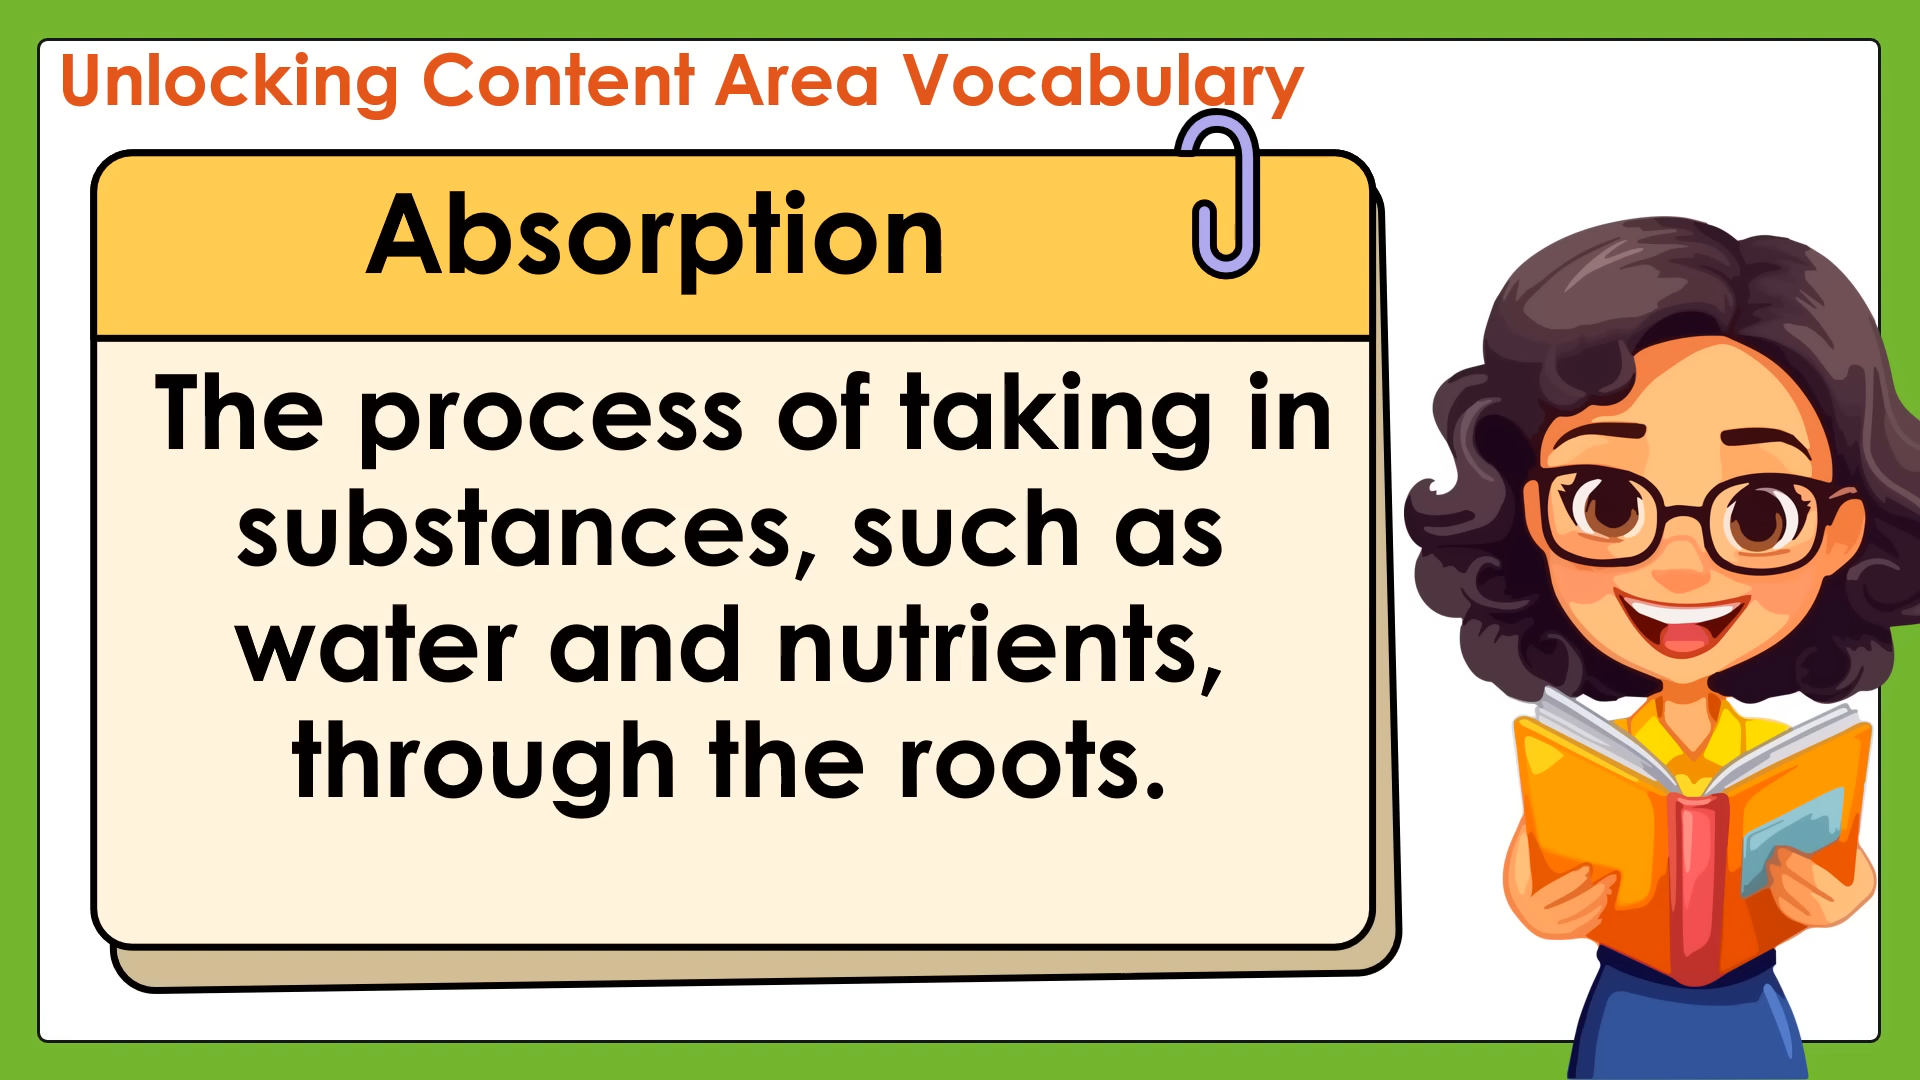 Unlocking Content Area Vocabulary
Absorption
The process of taking in
substances, such as
water and nutrients,
through the roots.